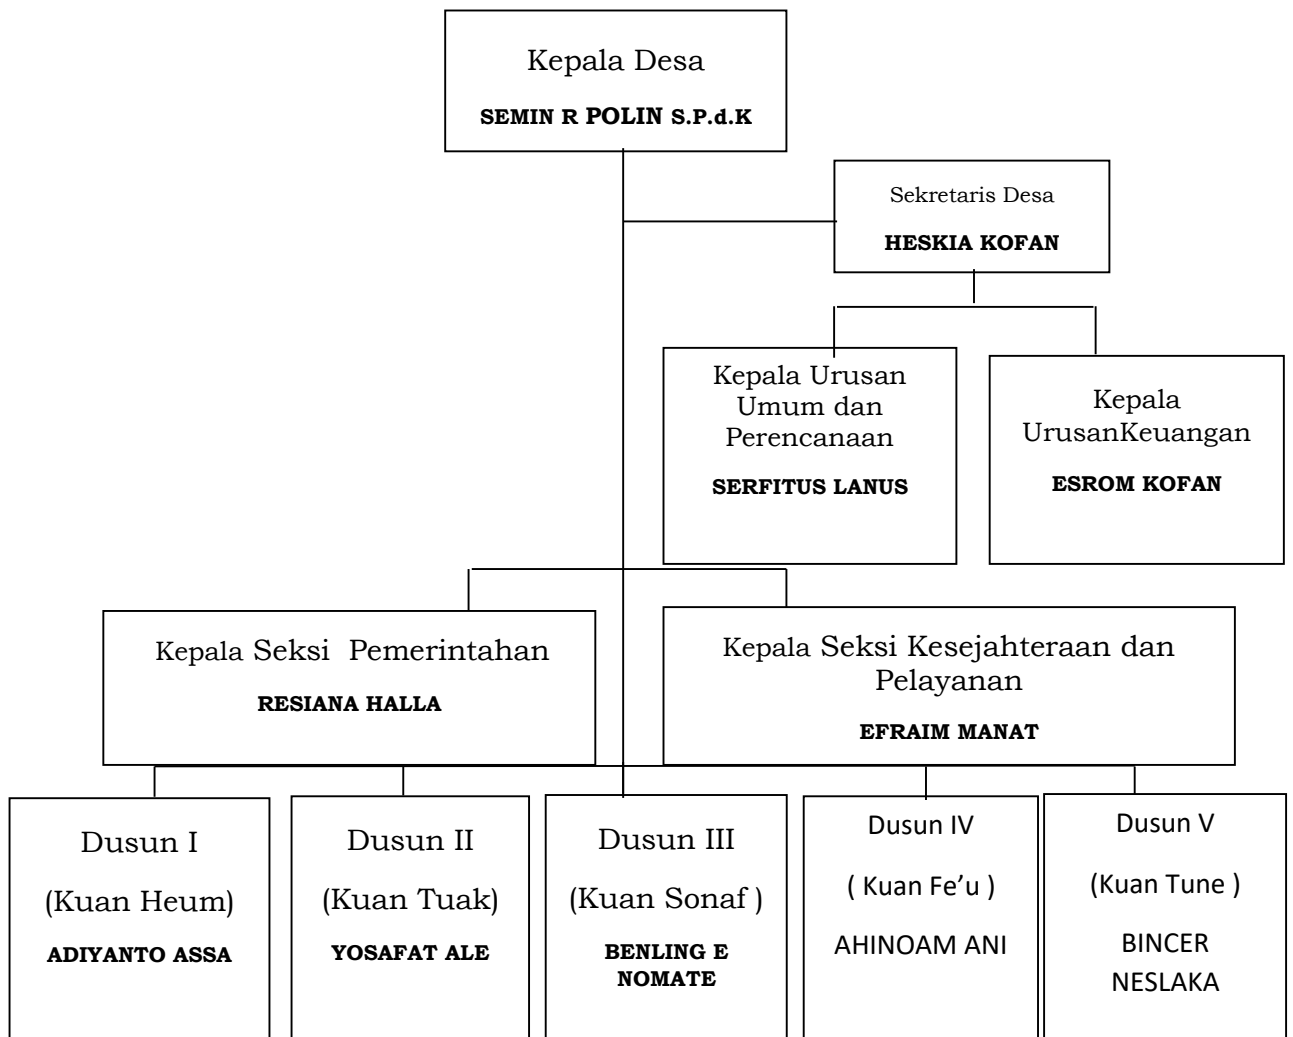 Kepala Desa
SEMIN R POLIN S.P.d.K
Sekretaris Desa
HESKIA KOFAN
Kepala Urusan
Umum dan
Perencanaan
SERFITUS LANUS
Kepala
UrusanKeuangan
ESROM KOFAN
Kepala Seksi  Pemerintahan
RESIANA HALLA
Kepala Seksi Kesejahteraan dan
Pelayanan
EFRAIM MANAT
Dusun I
(Kuan Heum)
ADIYANTO ASSA
Dusun II
(Kuan Tuak)
YOSAFAT ALE
Dusun III
(Kuan Sonaf )
BENLING E
NOMATE
Dusun IV
( Kuan Fe’u )
AHINOAM ANI
Dusun V
(Kuan Tune )
BINCER
NESLAKA